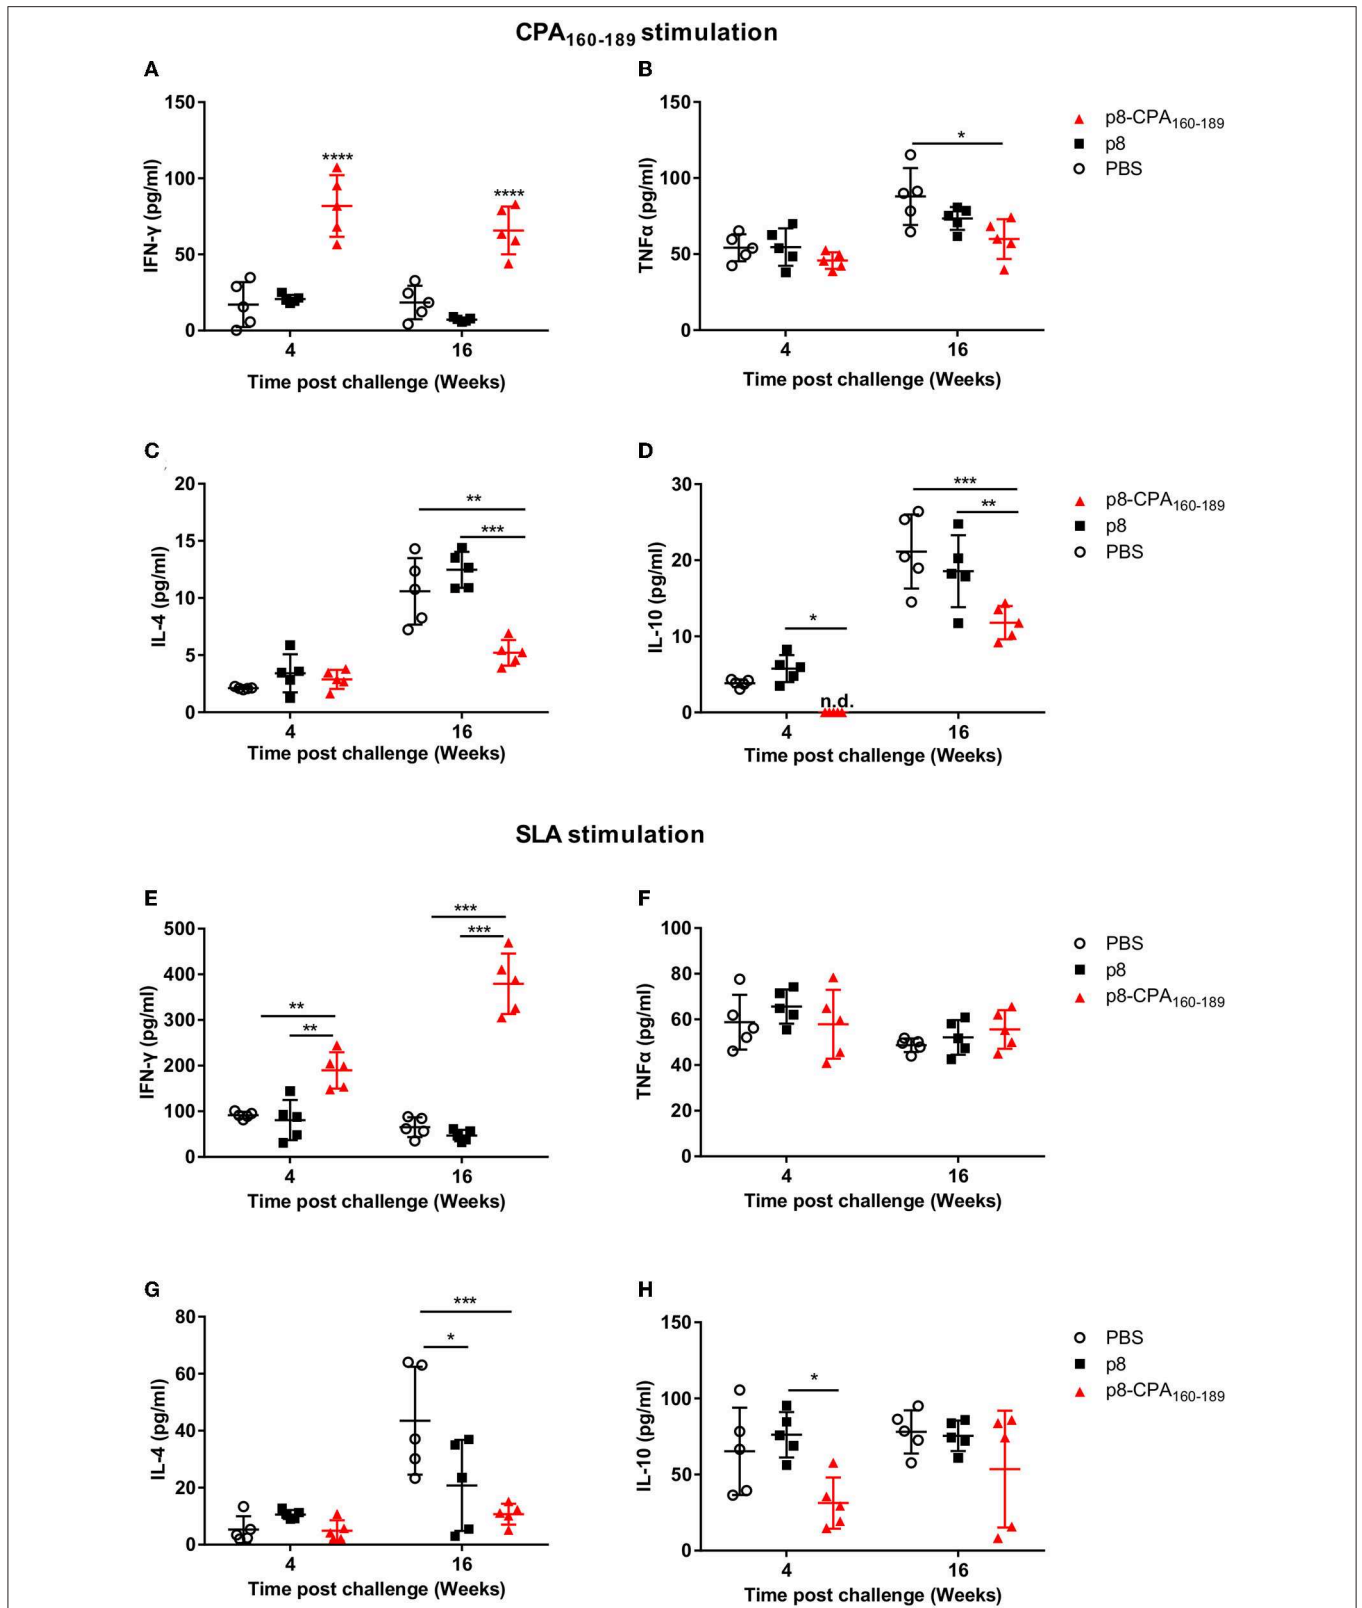 CPA160-189 stimulation
A
B
IFN-γ (pg/ml)
150
100
50
0
****
****
4
16
Time post challenge (Weeks)
TNFα (pg/ml)
150
100
50
0
*
4
16
Time post challenge (Weeks)
p8-CPA160-189
p8
PBS
C
D
IL-4 (pg/ml)
20
15
10
5
0
**
***
4
16
Time post challenge (Weeks)
IL-10 (pg/ml)
30
20
10
0
***
**
*
n.d.
4
16
Time post challenge (Weeks)
p8-CPA160-189
p8
PBS
SLA stimulation
E
F
IFN-γ (pg/ml)
500
400
300
200
100
0
***
***
**
**
4
16
Time post challenge (Weeks)
TNFα (pg/ml)
100
80
60
40
20
0
4
16
Time post challenge (Weeks)
PBS
p8
p8-CPA160-189
G
H
IL-4 (pg/ml)
80
60
40
20
0
***
*
4
16
Time post challenge (Weeks)
IL-10 (pg/ml)
150
100
50
0
*
4
16
Time post challenge (Weeks)
PBS
p8
p8-CPA160-189